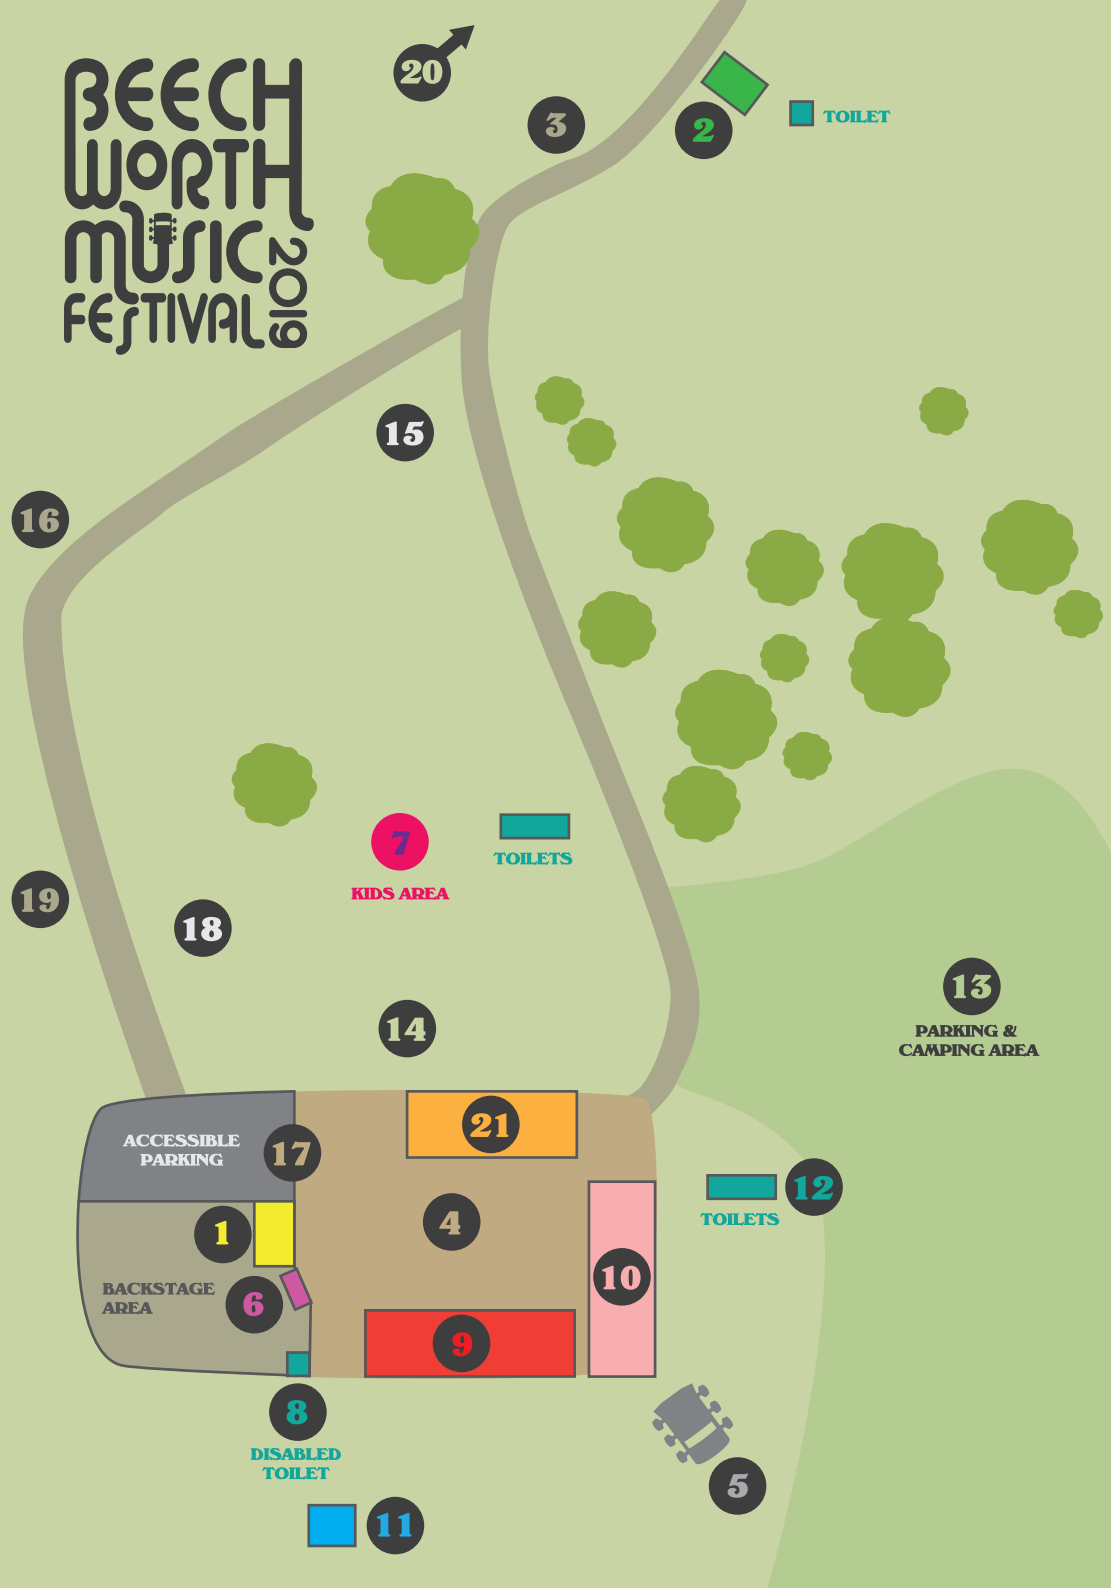 BEECH
WORTH
MUSIC
FESTIVAL
2019
20
3
2
TOILET
15
16
7
KIDS AREA
TOILETS
19
18
14
13
PARKING &
CAMPING AREA
21
ACCESSIBLE
PARKING
17
12
TOILETS
4
1
10
BACKSTAGE
AREA
6
9
8
DISABLED
TOILET
5
11